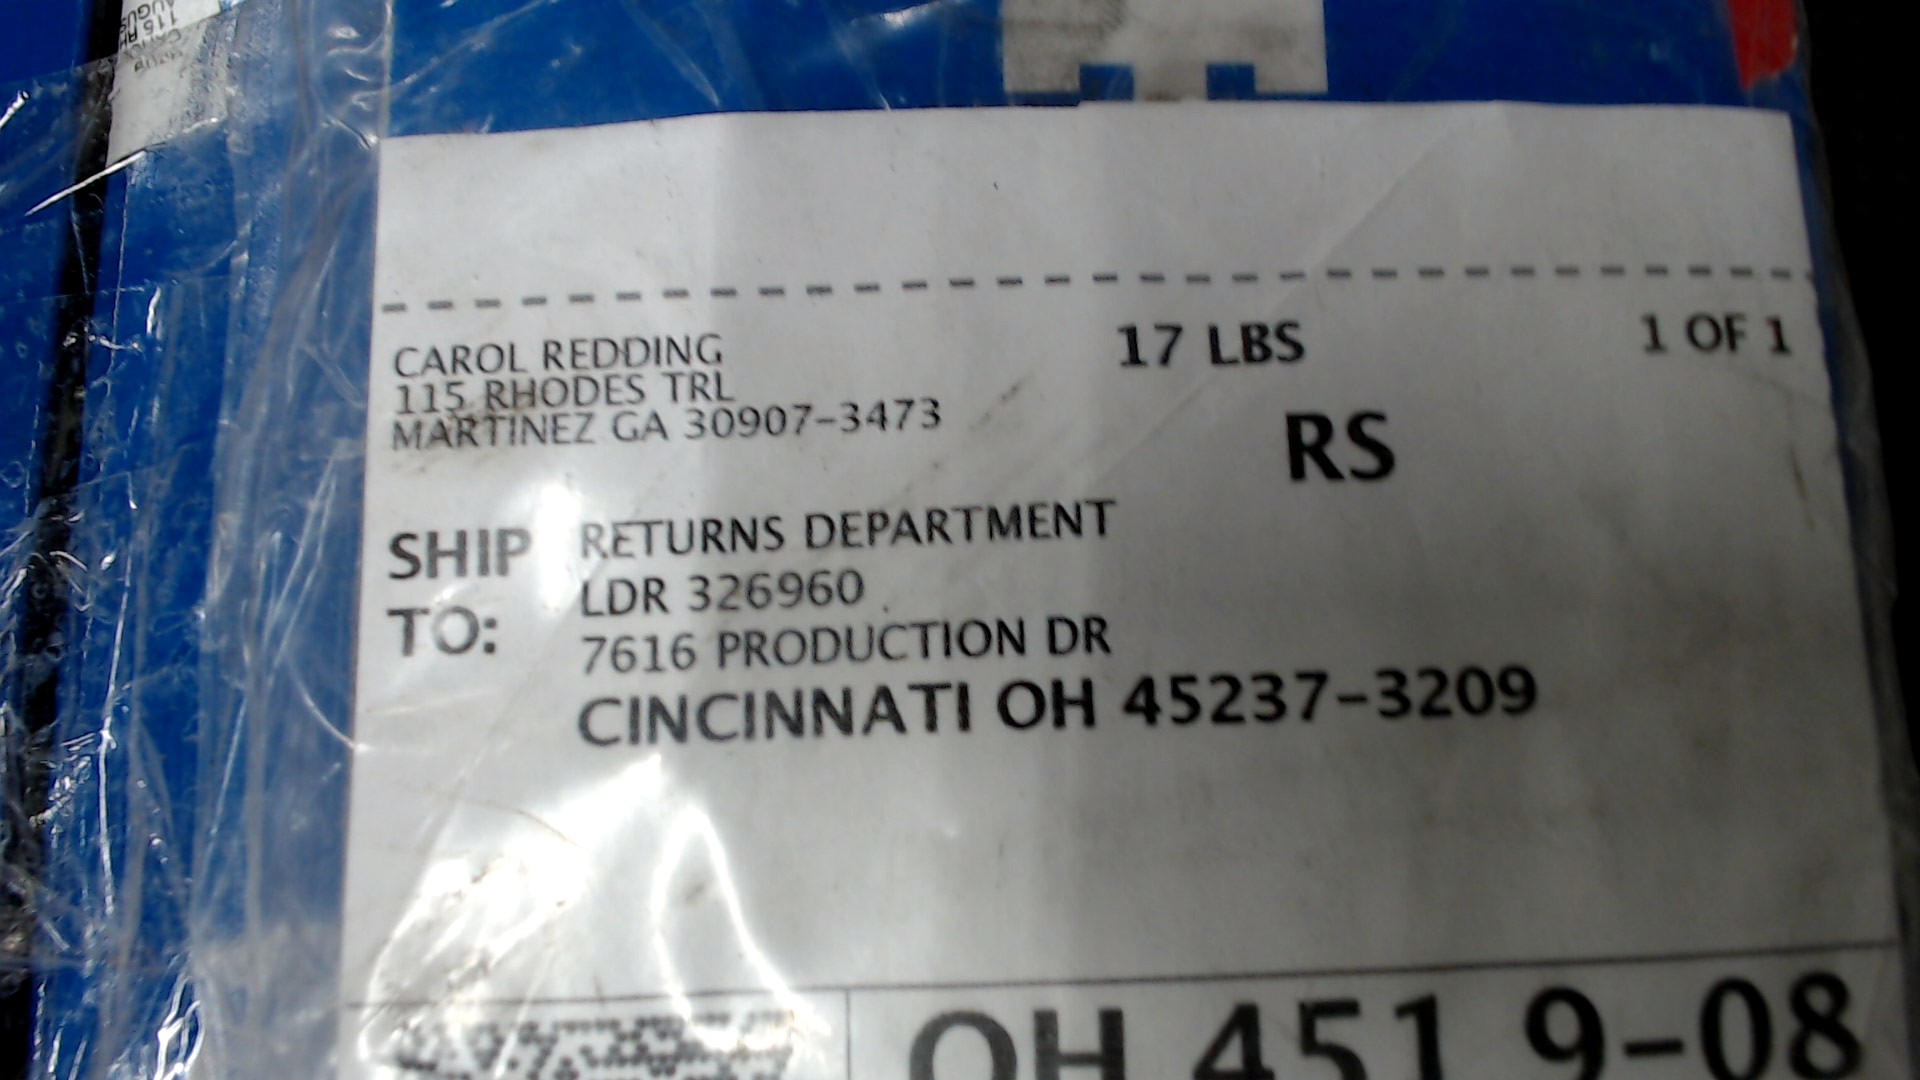 CAROL REDDING
115 RHODES TRL
MARTINEZ GA 30907-3473
17 LBS
1 OF 1
RS
SHIP TO:
RETURNS DEPARTMENT
LDR 326960
7616 PRODUCTION DR
CINCINNATI OH 45237-3209
OH 451 9-08